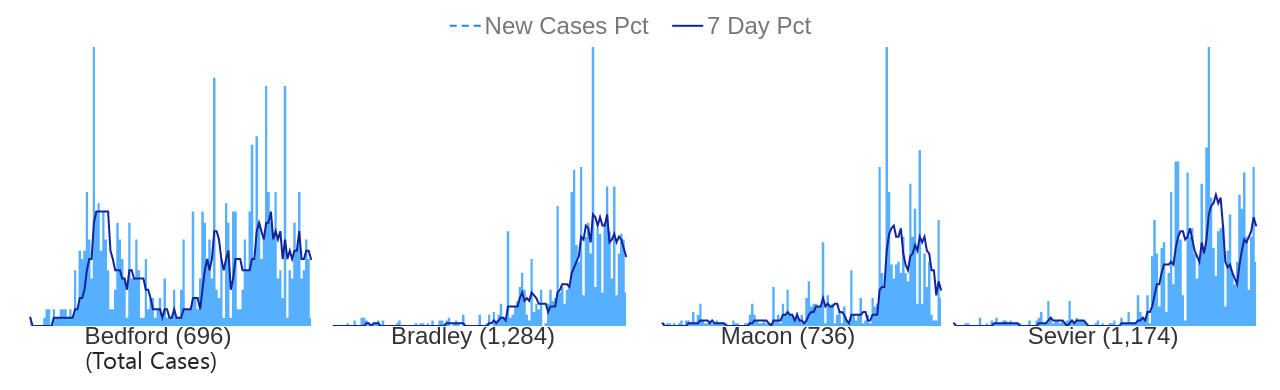 New Cases Pct 7 Day Pct
Bedford (696) Bradley (1,284) Macon (736) Sevier (1,174)
(Total Cases)